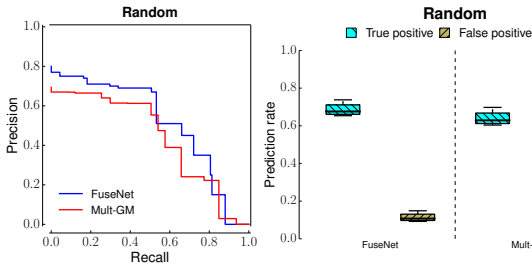 Random
Precision
1.0
0.8
0.6
0.4
0.2
0.0
FuseNet
Mult-GM
0.0 0.2 0.4 0.6 0.8 1.0
Recall
Random
True positive False positive
Prediction rate
1.0
0.8
0.6
0.4
0.2
0.0
FuseNet Mult-